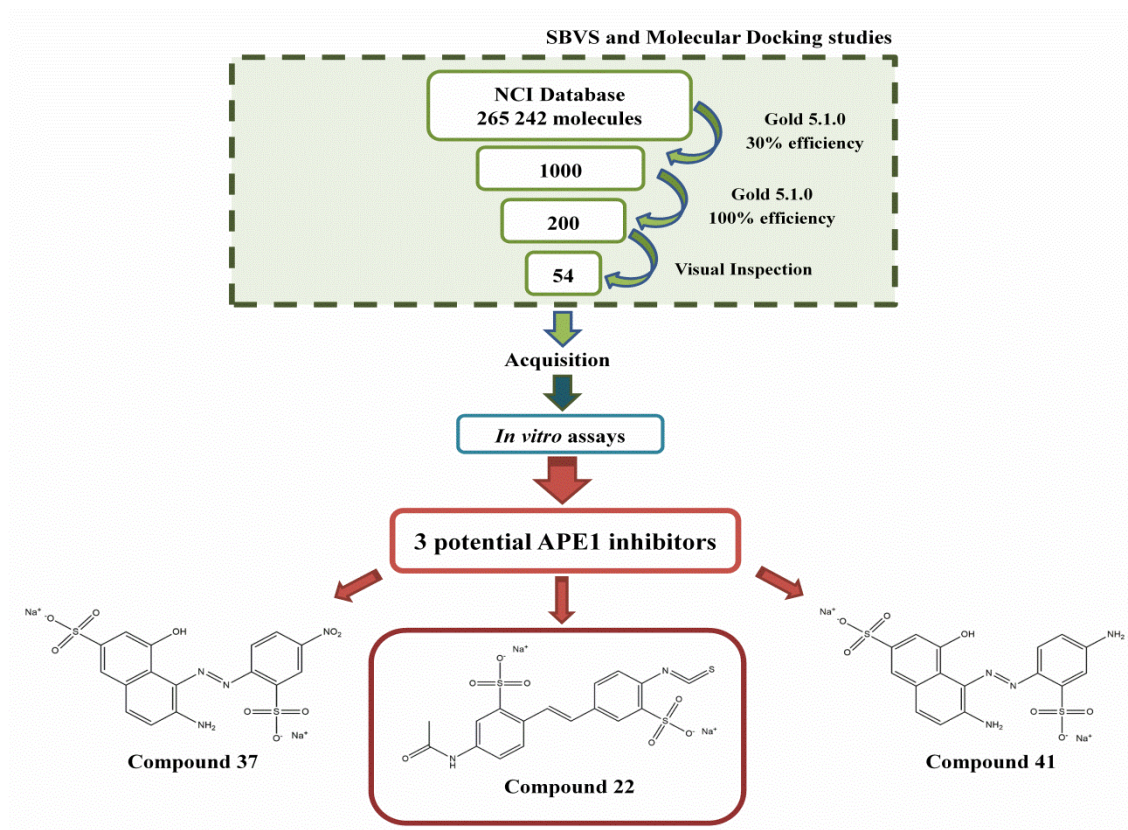 SBVS and Molecular Docking studies
NCI Database
265 242 molecules
Gold 5.1.0
30% efficiency
1000
Gold 5.1.0
100% efficiency
200
Visual Inspection
54
Acquisition
In vitro assays
3 potential APE1 inhibitors
Na⁺
⁻O
O
S
O
OH
NO₂
N
N
NH₂
O
S
O
O⁻
Na⁺
Compound 37
Na⁺
O⁻
O
S
O
N
S
O
S
O
O⁻
Na⁺
O
N
H
Compound 22
Na⁺
⁻O
O
S
O
OH
NH₂
N
N
NH₂
O
S
O
O⁻
Na⁺
Compound 41